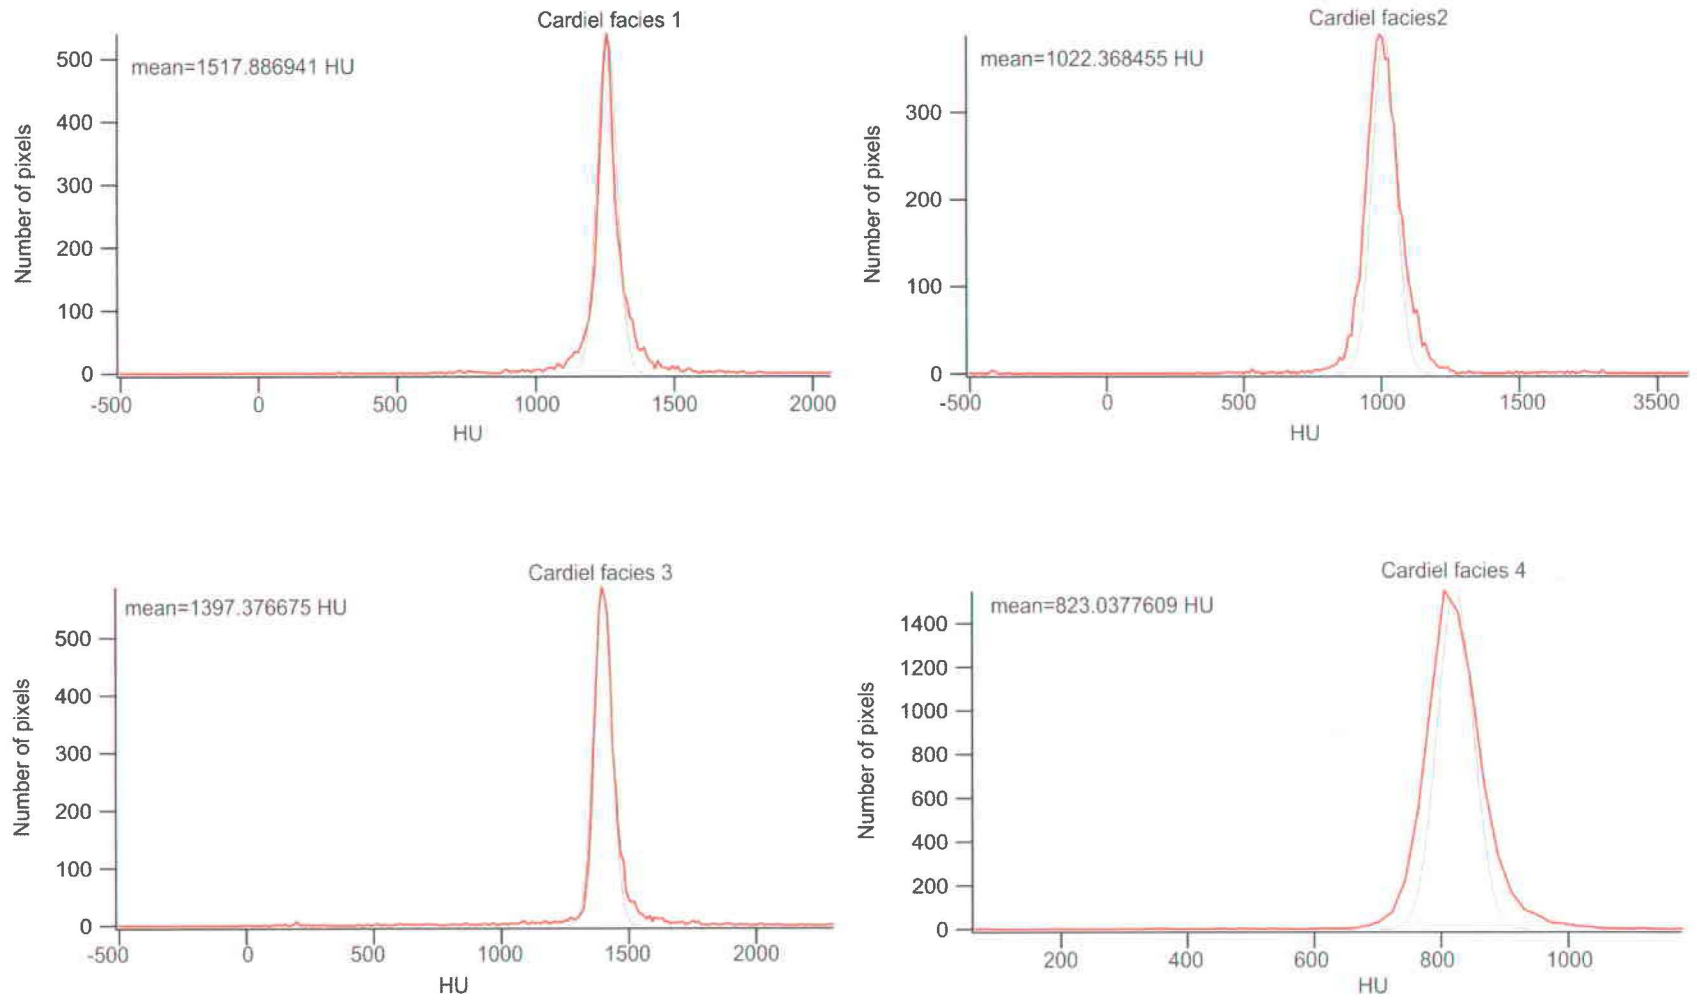 Cardiel facies 1
mean=1517.886941 HU
500
400
300
200
100
0
Number of pixels
-500 0 500 1000 1500 2000
HU
Cardiel facies2
mean=1022.368455 HU
300
200
100
0
Number of pixels
-500 0 500 1000 1500 3500
HU
Cardiel facies 3
mean=1397.376675 HU
500
400
300
200
100
0
Number of pixels
-500 0 500 1000 1500 2000
HU
Cardiel facies 4
mean=823.0377609 HU
1400
1200
1000
800
600
400
200
0
Number of pixels
200 400 600 800 1000
HU